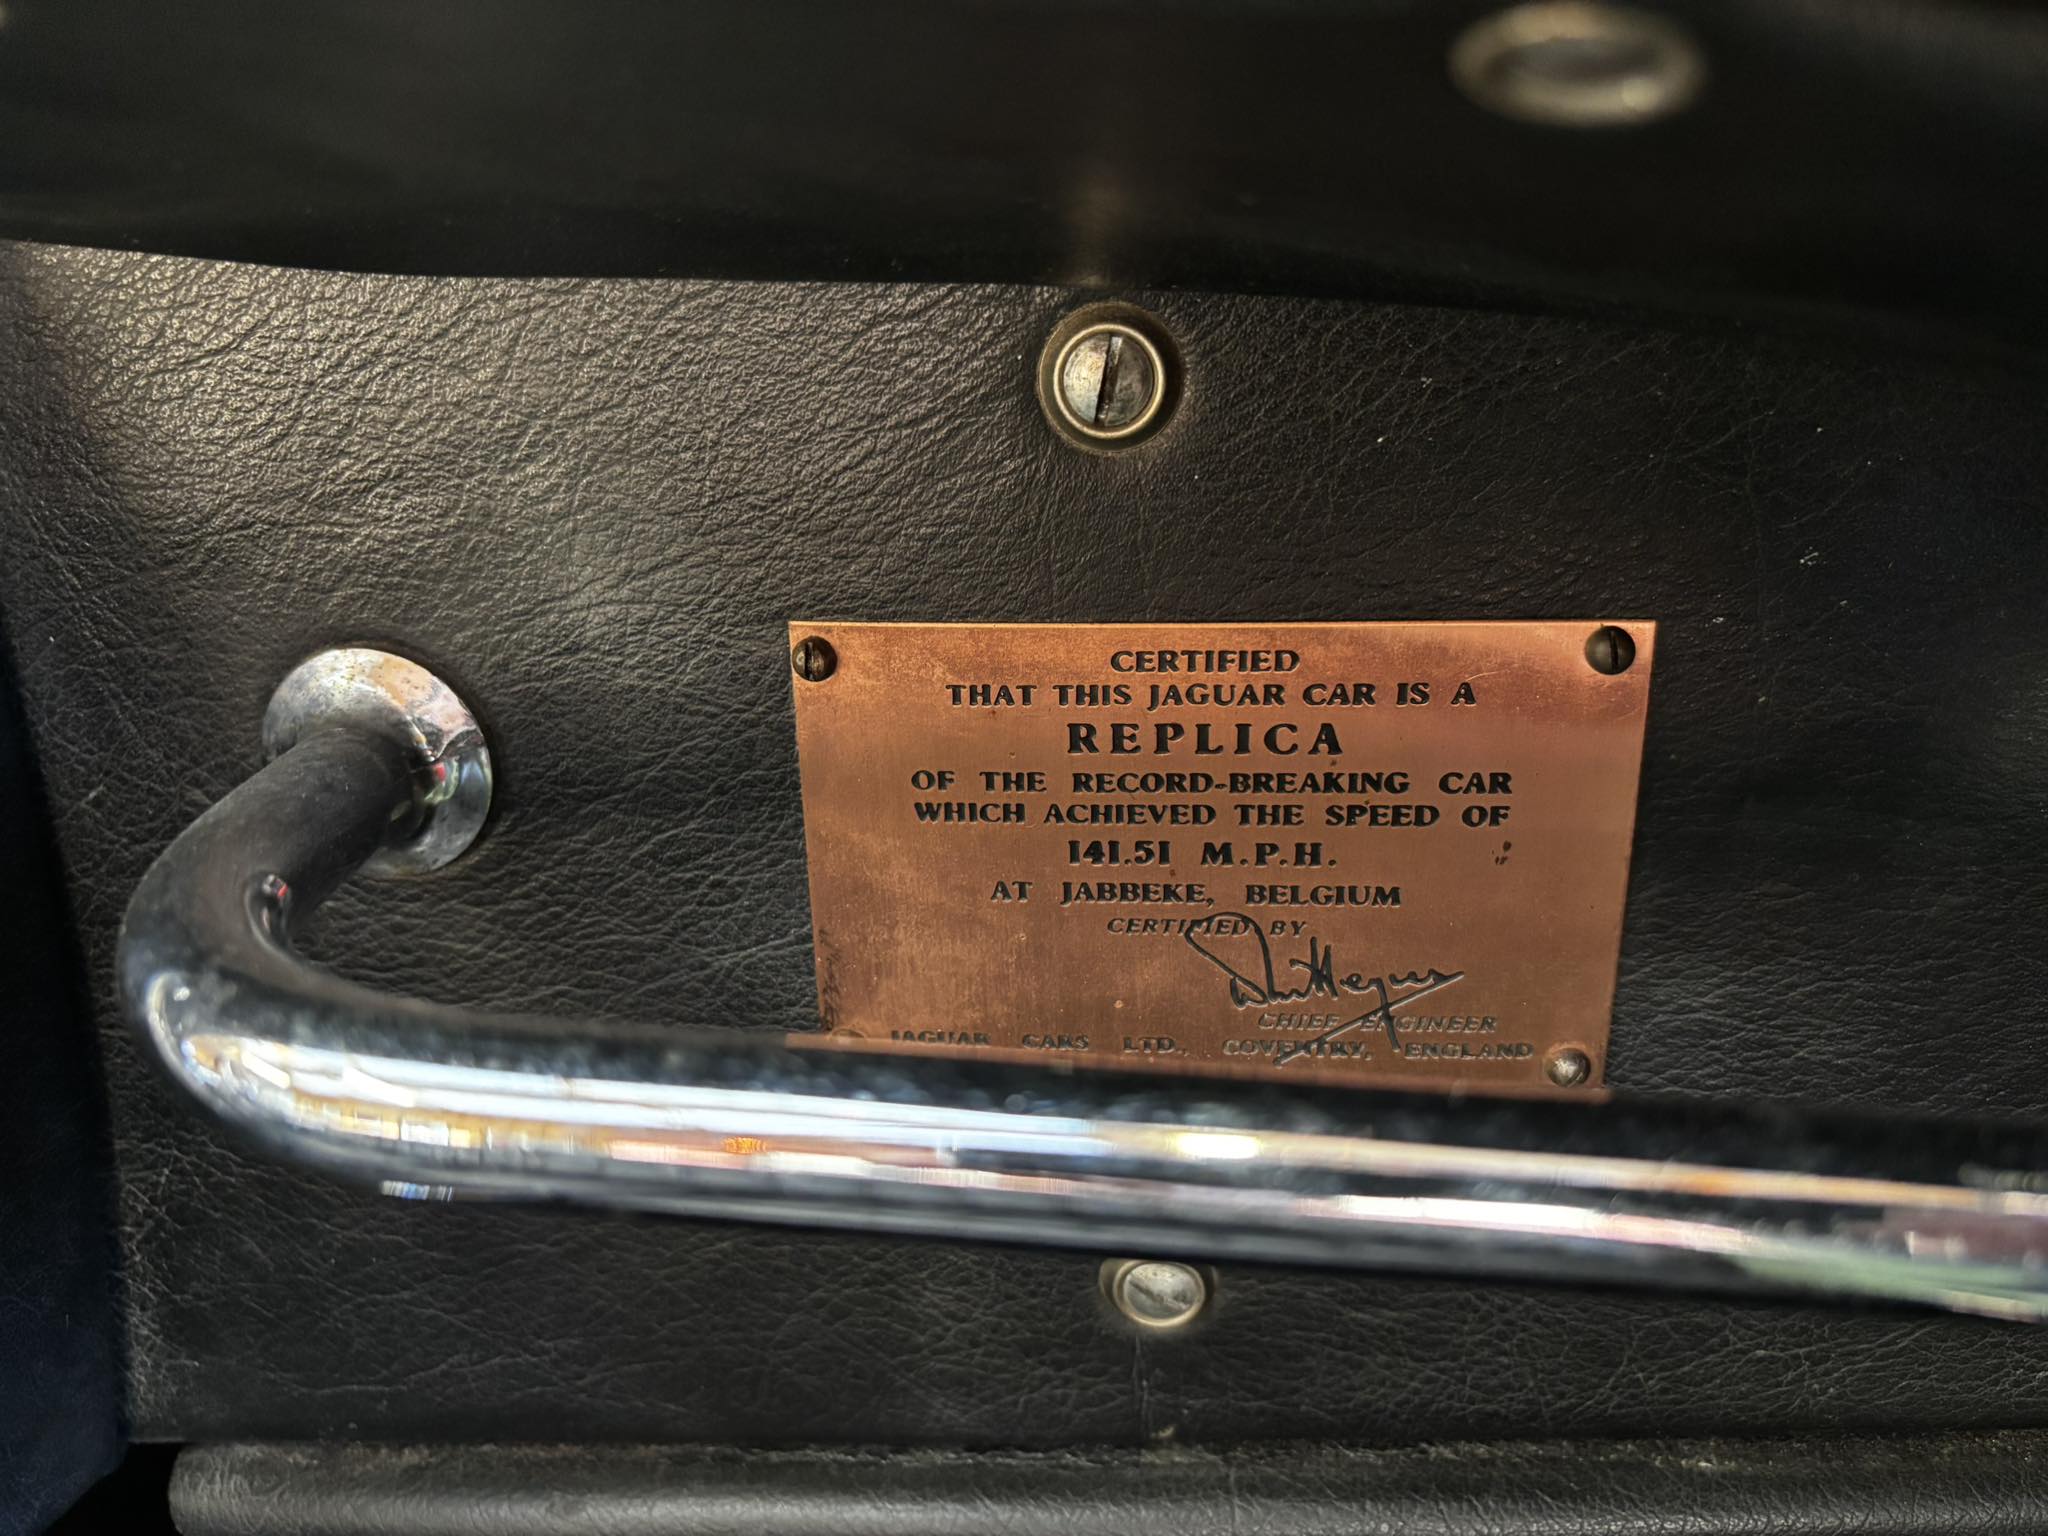 CERTIFIED
THAT THIS JAGUAR CAR IS A
REPLICA
OF THE RECORD-BREAKING CAR
WHICH ACHIEVED THE SPEED OF
141.51 M.P.H.
AT JABBEKE, BELGIUM
CERTIFIED BY
CHIEF ENGINEER
JAGUAR CARS LTD., COVENTRY, ENGLAND